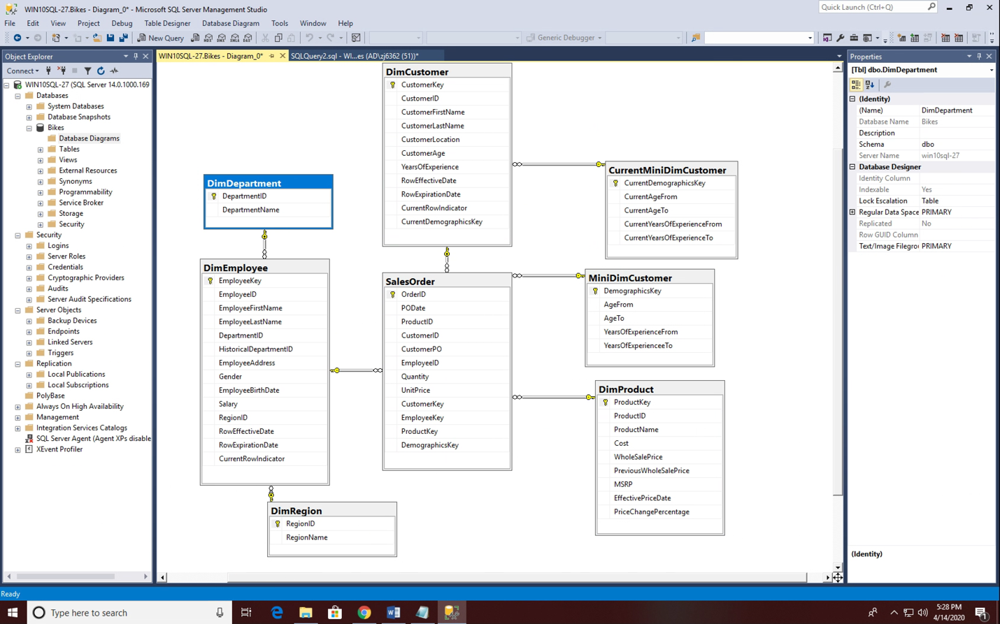 WIN10SQL-27.Bikes - Diagram_0* - Microsoft SQL Server Management Studio
Quick Launch (Ctrl+Q)
File Edit View Project Debug Table Designer Database Diagram Tools Window Help
New Query
Generic Debugger
Object Explorer
Connect
WIN10SQL-27 (SQL Server 14.0.1000.169
Databases
System Databases
Database Snapshots
Bikes
Database Diagrams
Tables
Views
External Resources
Synonyms
Programmability
Service Broker
Storage
Security
Security
Logins
Server Roles
Credentials
Cryptographic Providers
Audits
Server Audit Specifications
Server Objects
Backup Devices
Endpoints
Linked Servers
Triggers
Replication
Local Publications
Local Subscriptions
PolyBase
Always On High Availability
Management
Integration Services Catalogs
SQL Server Agent (Agent XPs disable
XEvent Profiler
WIN10SQL-27.Bikes - Diagram_0*
SQLQuery2.sql - WI...es (AD\zj6362 (51))*
DimCustomer
CustomerKey
CustomerID
CustomerFirstName
CustomerLastName
CustomerLocation
CustomerAge
YearsOfExperience
RowEffectiveDate
RowExpirationDate
CurrentRowIndicator
CurrentDemographicsKey
CurrentMiniDimCustomer
CurrentDemographicsKey
CurrentAgeFrom
CurrentAgeTo
CurrentYearsOfExperienceFrom
CurrentYearsOfExperienceTo
DimDepartment
DepartmentID
DepartmentName
DimEmployee
EmployeeKey
EmployeeID
EmployeeFirstName
EmployeeLastName
DepartmentID
HistoricalDepartmentID
EmployeeAddress
Gender
EmployeeBirthDate
Salary
RegionID
RowEffectiveDate
RowExpirationDate
CurrentRowIndicator
SalesOrder
OrderID
PODate
ProductID
CustomerID
CustomerPO
EmployeeID
Quantity
UnitPrice
CustomerKey
EmployeeKey
ProductKey
DemographicsKey
MiniDimCustomer
DemographicsKey
AgeFrom
AgeTo
YearsOfExperienceFrom
YearsOfExperienceeTo
DimProduct
ProductKey
ProductID
ProductName
Cost
WholeSalePrice
PreviousWholeSalePrice
MSRP
EffectivePriceDate
PriceChangePercentage
DimRegion
RegionID
RegionName
Properties
[Tbl] dbo.DimDepartment
(Identity)
(Name) DimDepartment
Database Name Bikes
Description
Schema dbo
Server Name win10sql-27
Database Designer
Identity Column
Indexable Yes
Lock Escalation Table
Regular Data Space PRIMARY
Replicated No
Row GUID Column
Text/Image Filegrou PRIMARY
(Identity)
Ready
Type here to search
5:28 PM
4/14/2020
1